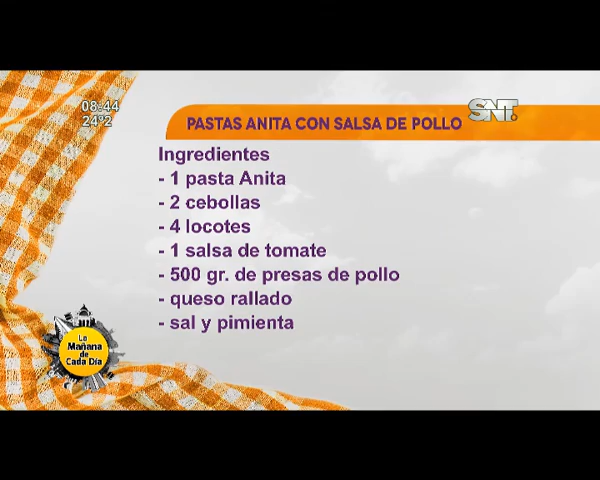 08:44
24°2
SNT.
PASTAS ANITA CON SALSA DE POLLO
Ingredientes
- 1 pasta Anita
- 2 cebollas
- 4 locotes
- 1 salsa de tomate
- 500 gr. de presas de pollo
- queso rallado
- sal y pimienta
La
Mañana
de
Cada Día